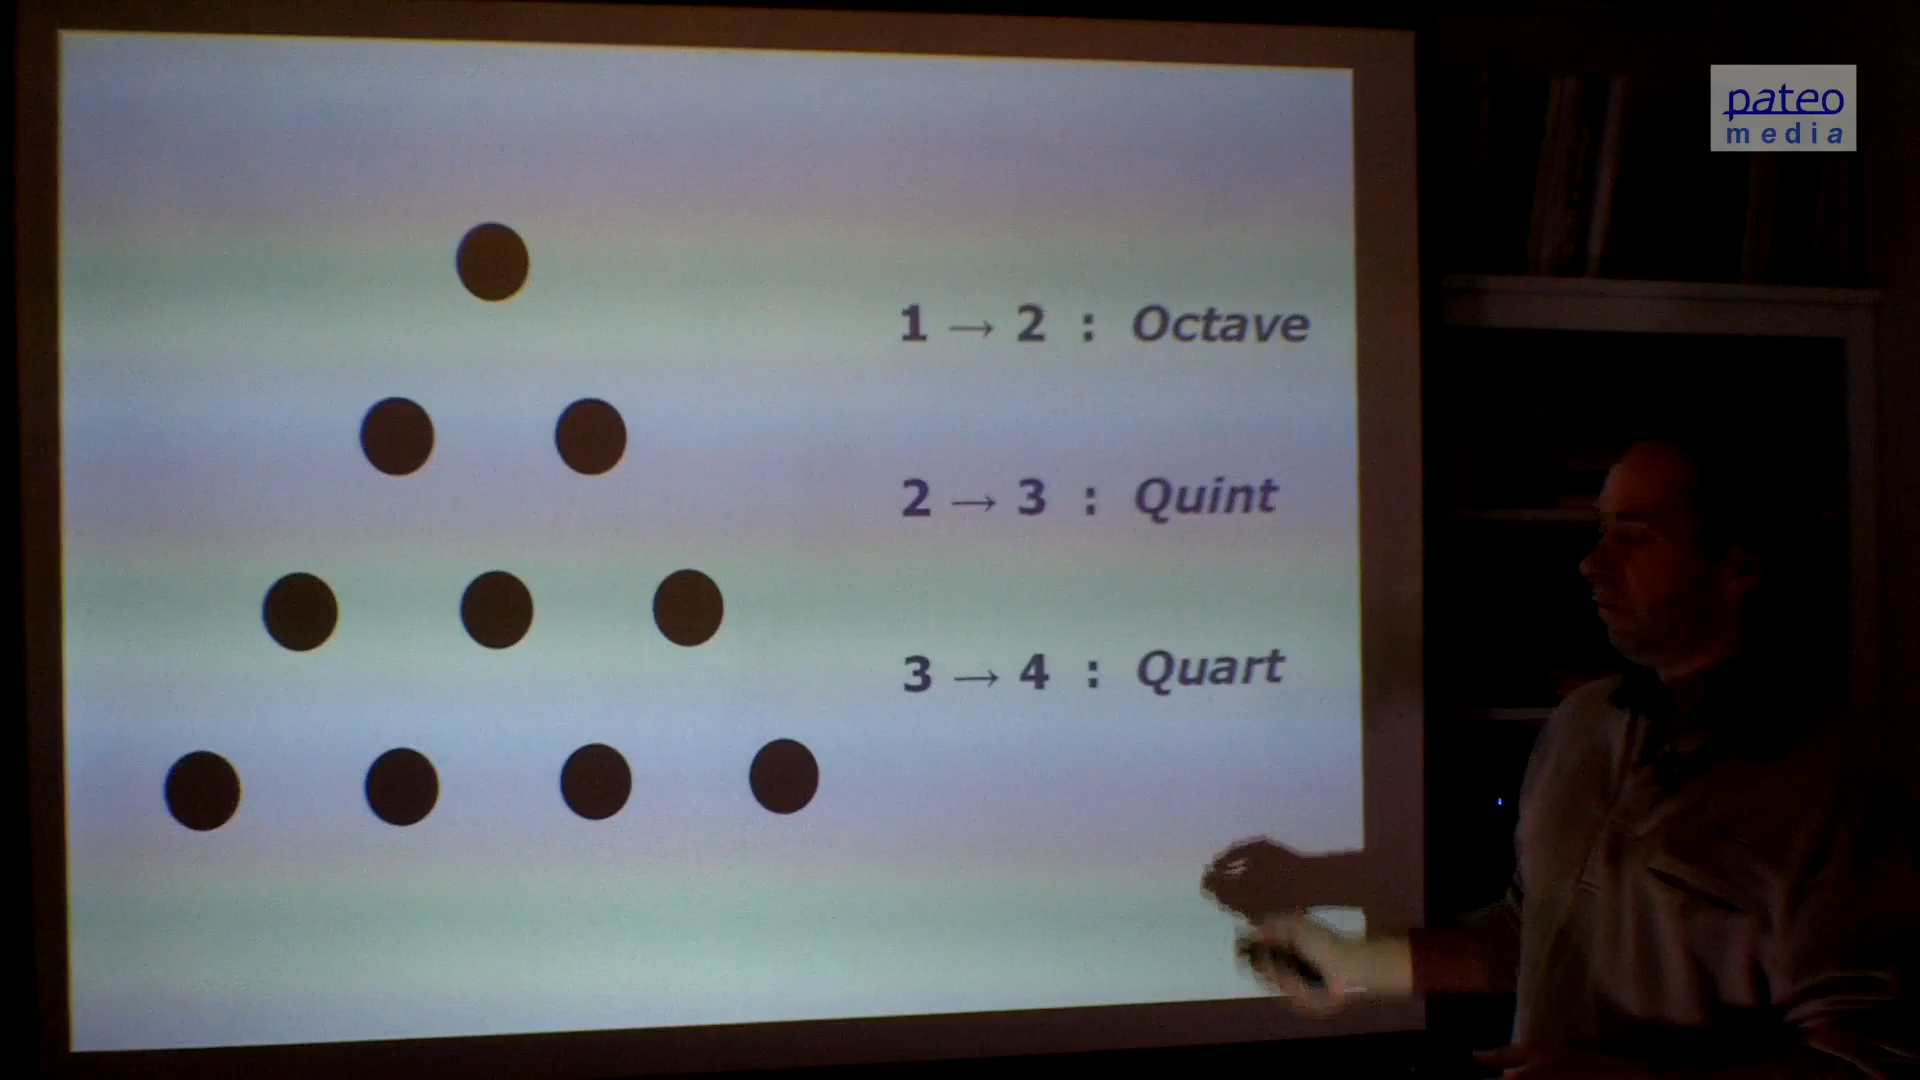 pateo
media
1 → 2 : Octave
2 → 3 : Quint
3 → 4 : Quart